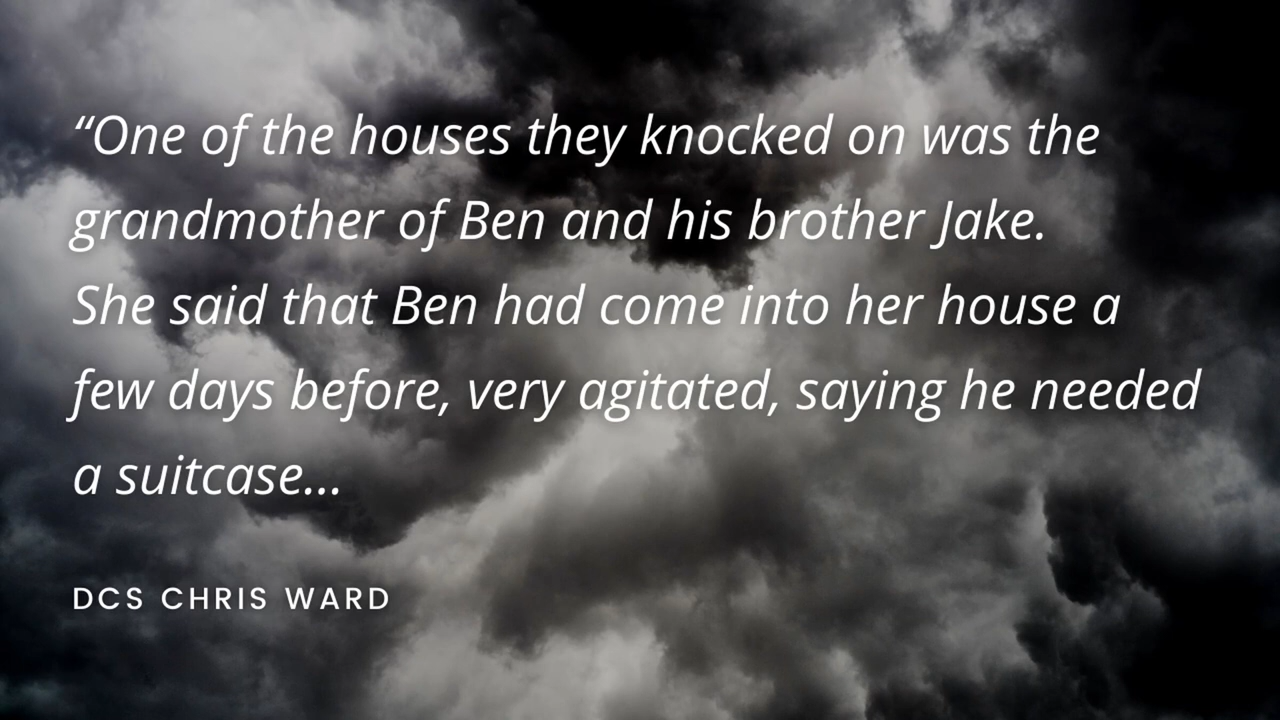 “One of the houses they knocked on was the
grandmother of Ben and his brother Jake.
She said that Ben had come into her house a
few days before, very agitated, saying he needed
a suitcase...
DCS CHRIS WARD